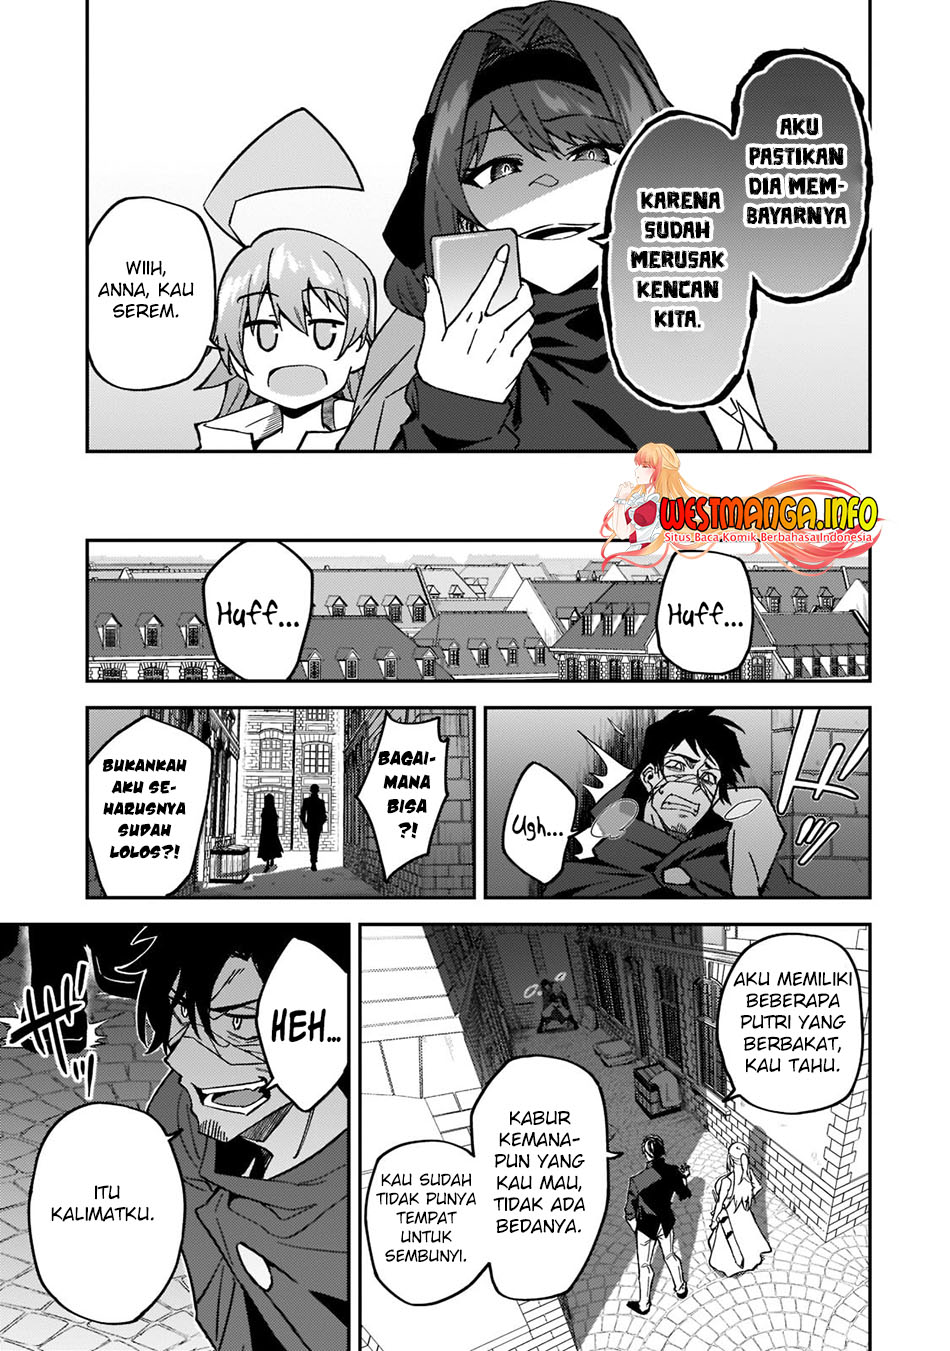 AKU
PASTIKAN
DIA MEM-
BAYARNYA
KARENA
SUDAH
MERUSAK
KENCAN
KITA.
WIIH,
ANNA, KAU
SEREM.
WESTMANGA.INFO
Situs Baca Komik Berbahasa Indonesia
Huff...
Huff...
Ugh...
BAGAI-
MANA
BISA
?!
BUKANKAH
AKU SE-
HARUSNYA
SUDAH
LOLOS?!
AKU MEMILIKI
BEBERAPA
PUTRI YANG
BERBAKAT,
KAU TAHU.
KABUR
KEMANA-
PUN YANG
KAU MAU,
TIDAK ADA
BEDANYA.
KAU SUDAH
TIDAK PUNYA
TEMPAT
UNTUK
SEMBUNYI.
HEH...
ITU
KALIMATKU.